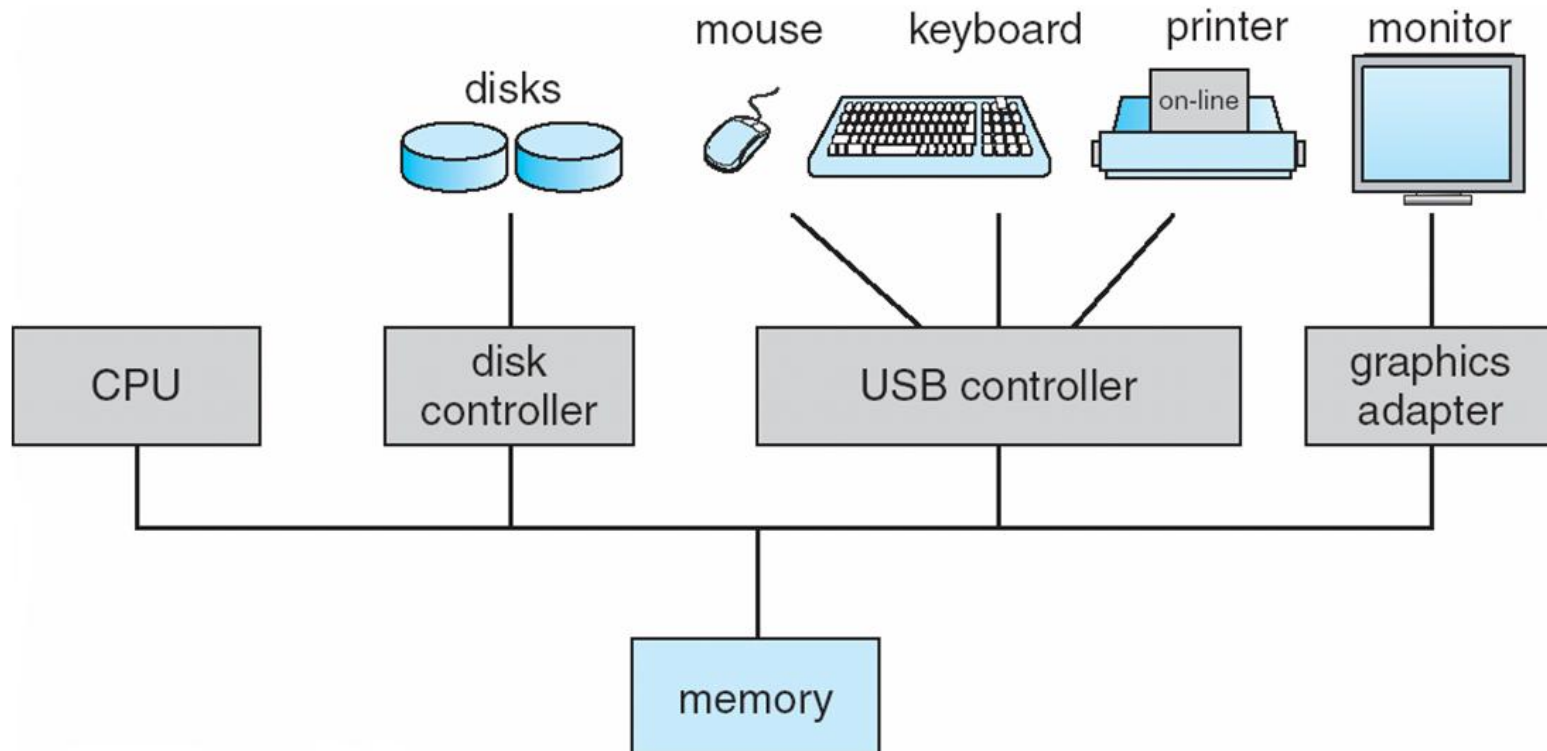 mouse
keyboard
printer
monitor
disks
on-line
CPU
disk
controller
USB controller
graphics
adapter
memory